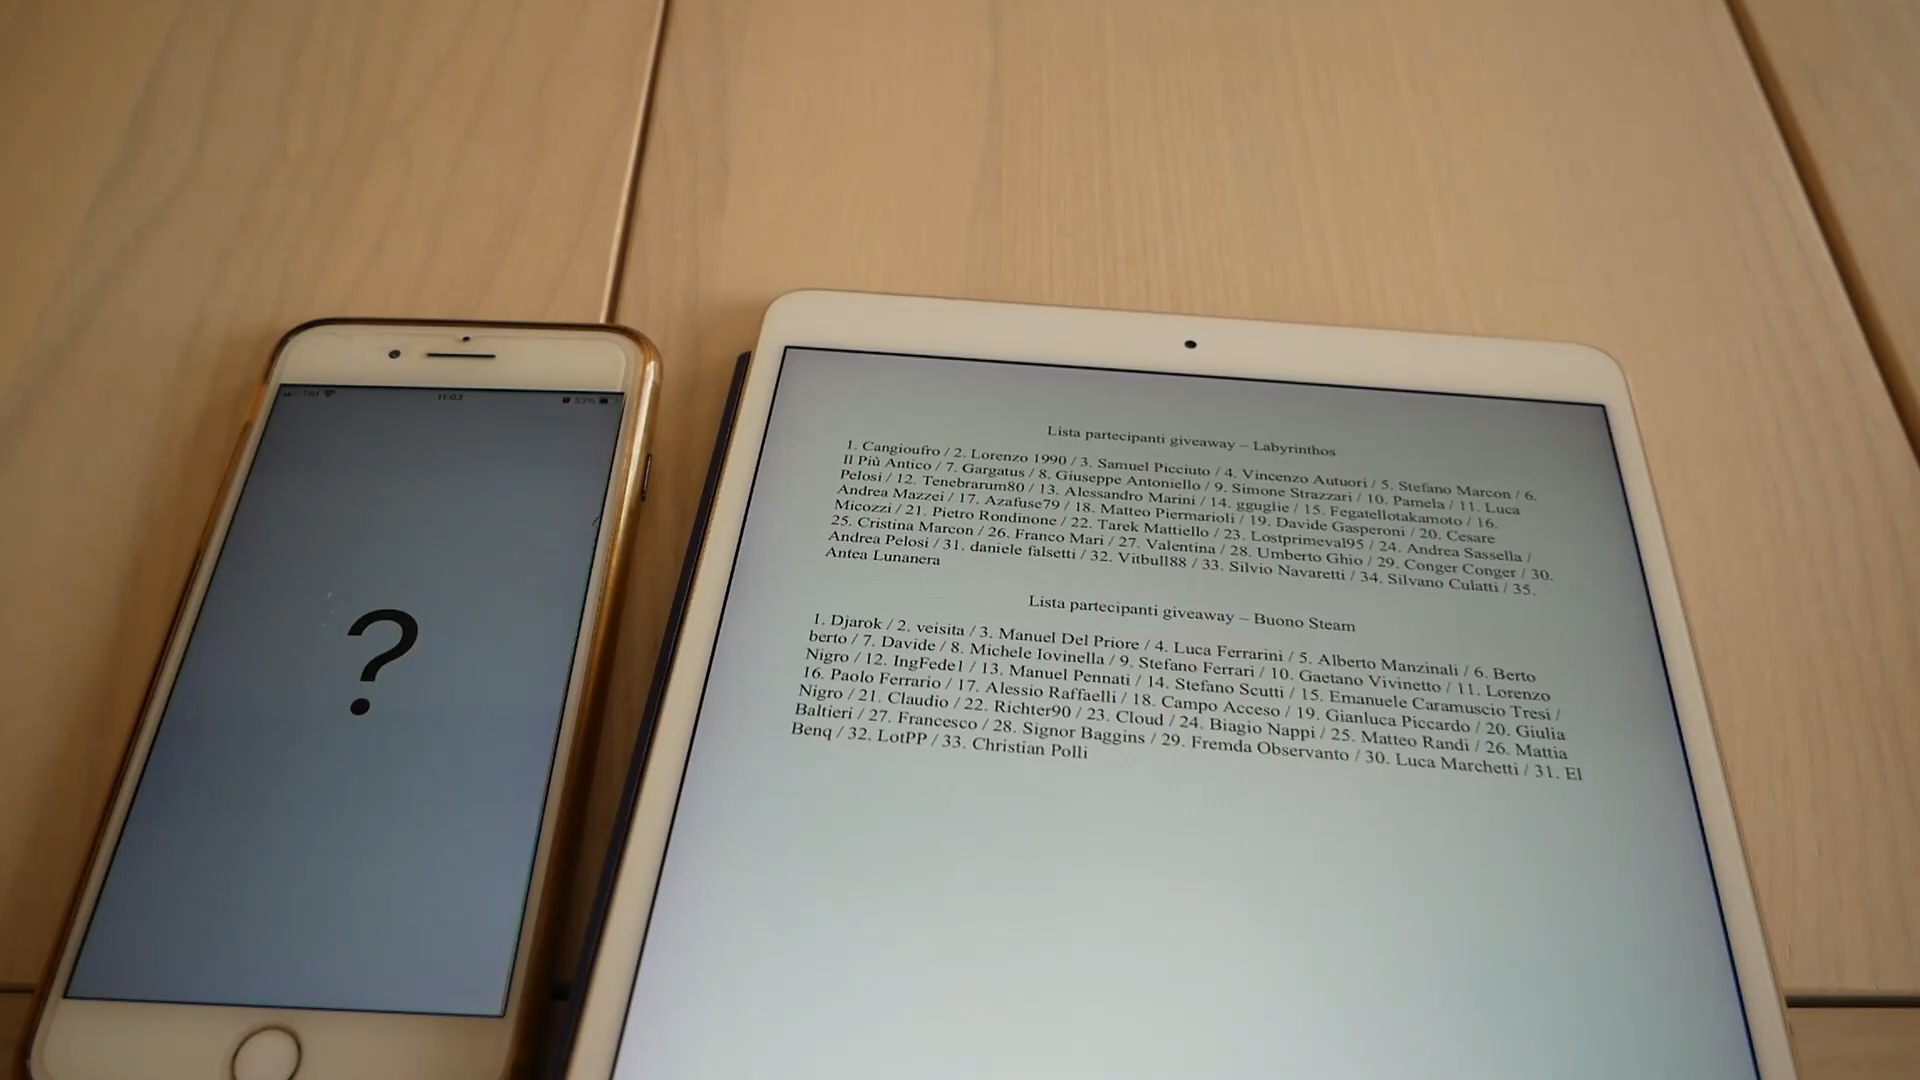 TIM
11:03
53%
?
Lista partecipanti giveaway – Labyrinthos
1. Cangioufro / 2. Lorenzo 1990 / 3. Samuel Picciuto / 4. Vincenzo Autuori / 5. Stefano Marcon / 6.
Il Più Antico / 7. Gargatus / 8. Giuseppe Antoniello / 9. Simone Strazzari / 10. Pamela / 11. Luca
Pelosi / 12. Tenebrarum80 / 13. Alessandro Marini / 14. gguglie / 15. Fegatellotakamoto / 16.
Andrea Mazzei / 17. Azafuse79 / 18. Matteo Piermarioli / 19. Davide Gasperoni / 20. Cesare
Micozzi / 21. Pietro Rondinone / 22. Tarek Mattiello / 23. Lostprimeval95 / 24. Andrea Sassella /
25. Cristina Marcon / 26. Franco Mari / 27. Valentina / 28. Umberto Ghio / 29. Conger Conger / 30.
Andrea Pelosi / 31. daniele falsetti / 32. Vitbull88 / 33. Silvio Navaretti / 34. Silvano Culatti / 35.
Antea Lunanera
Lista partecipanti giveaway – Buono Steam
1. Djarok / 2. veisita / 3. Manuel Del Priore / 4. Luca Ferrarini / 5. Alberto Manzinali / 6. Berto
berto / 7. Davide / 8. Michele Iovinella / 9. Stefano Ferrari / 10. Gaetano Vivinetto / 11. Lorenzo
Nigro / 12. IngFede1 / 13. Manuel Pennati / 14. Stefano Scutti / 15. Emanuele Caramuscio Tresi /
16. Paolo Ferrario / 17. Alessio Raffaelli / 18. Campo Acceso / 19. Gianluca Piccardo / 20. Giulia
Nigro / 21. Claudio / 22. Richter90 / 23. Cloud / 24. Biagio Nappi / 25. Matteo Randi / 26. Mattia
Baltieri / 27. Francesco / 28. Signor Baggins / 29. Fremda Observanto / 30. Luca Marchetti / 31. El
Benq / 32. LotPP / 33. Christian Polli